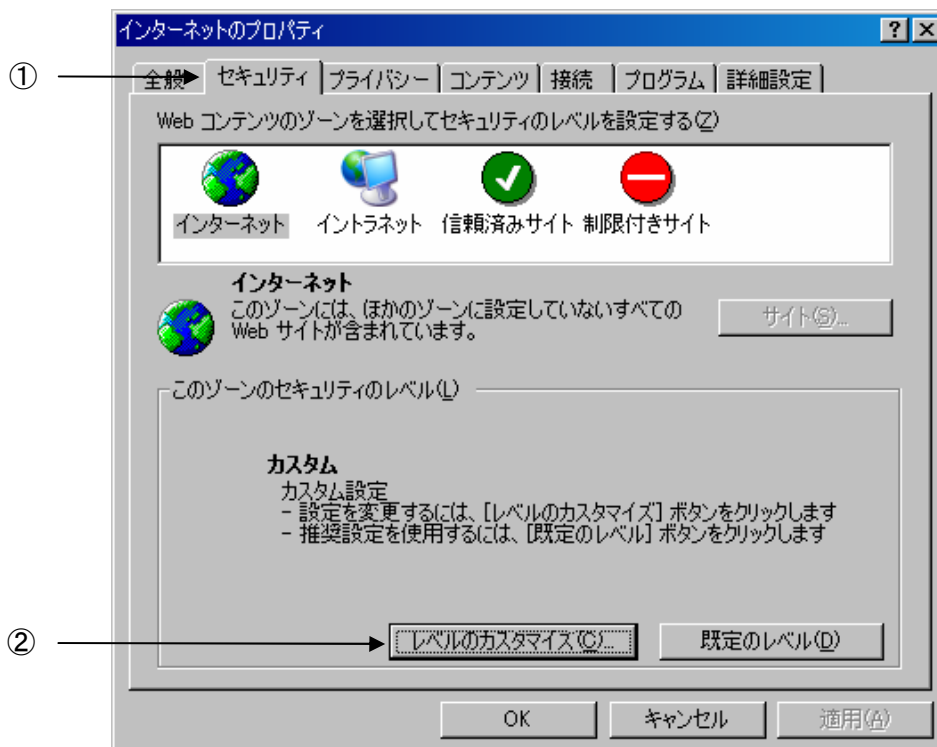 インターネットのプロパティ
①
全般 セキュリティ プライバシー コンテンツ 接続 プログラム 詳細設定
Web コンテンツのゾーンを選択してセキュリティのレベルを設定する(Z)
インターネット イントラネット 信頼済みサイト 制限付きサイト
インターネット
このゾーンには、ほかのゾーンに設定していないすべての
Web サイトが含まれています。
サイト(S)...
このゾーンのセキュリティのレベル(L)
カスタム
カスタム設定
- 設定を変更するには、[レベルのカスタマイズ] ボタンをクリックします
- 推奨設定を使用するには、[既定のレベル] ボタンをクリックします
②
レベルのカスタマイズ(C)... 既定のレベル(D)
OK キャンセル 適用(A)